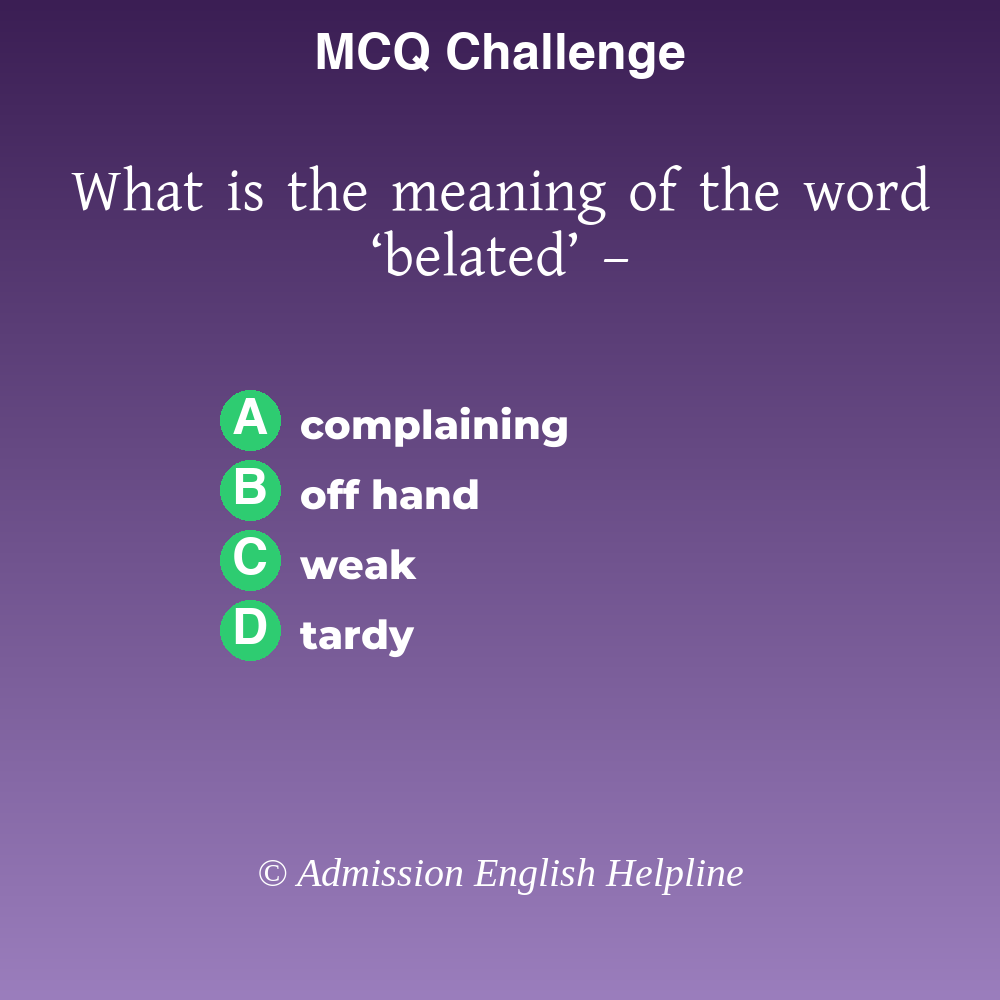 MCQ Challenge
What is the meaning of the word
‘belated’ –
A complaining
B off hand
C weak
D tardy
© Admission English Helpline